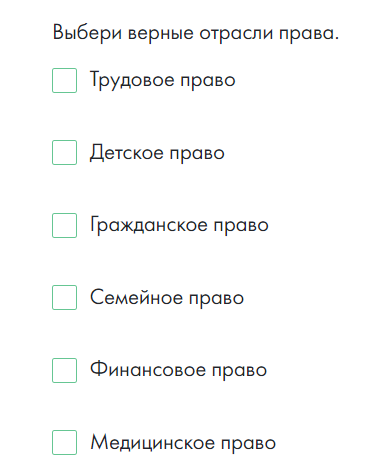 Выбери верные отрасли права.
Трудовое право
Детское право
Гражданское право
Семейное право
Финансовое право
Медицинское право